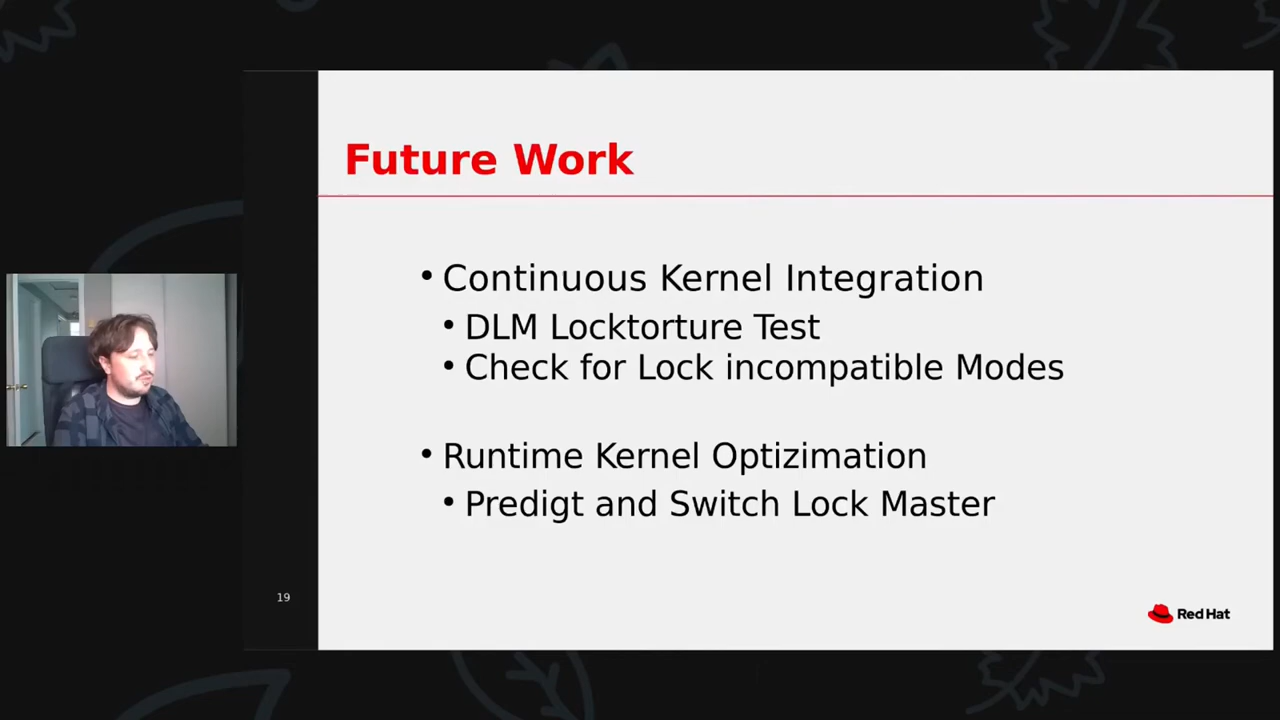 Future Work
• Continuous Kernel Integration
• DLM Locktorture Test
• Check for Lock incompatible Modes
• Runtime Kernel Optizimation
• Predigt and Switch Lock Master
19
Red Hat